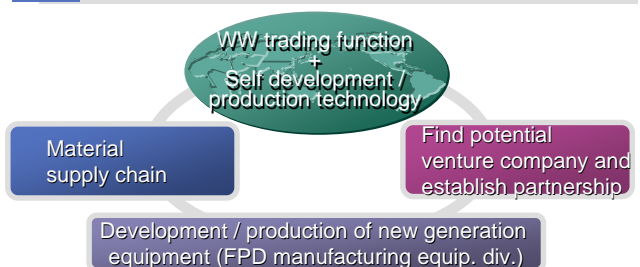 WW trading function
+
Self development /
production technology
Material
supply chain
Find potential
venture company and
establish partnership
Development / production of new generation
equipment (FPD manufacturing equip. div.)